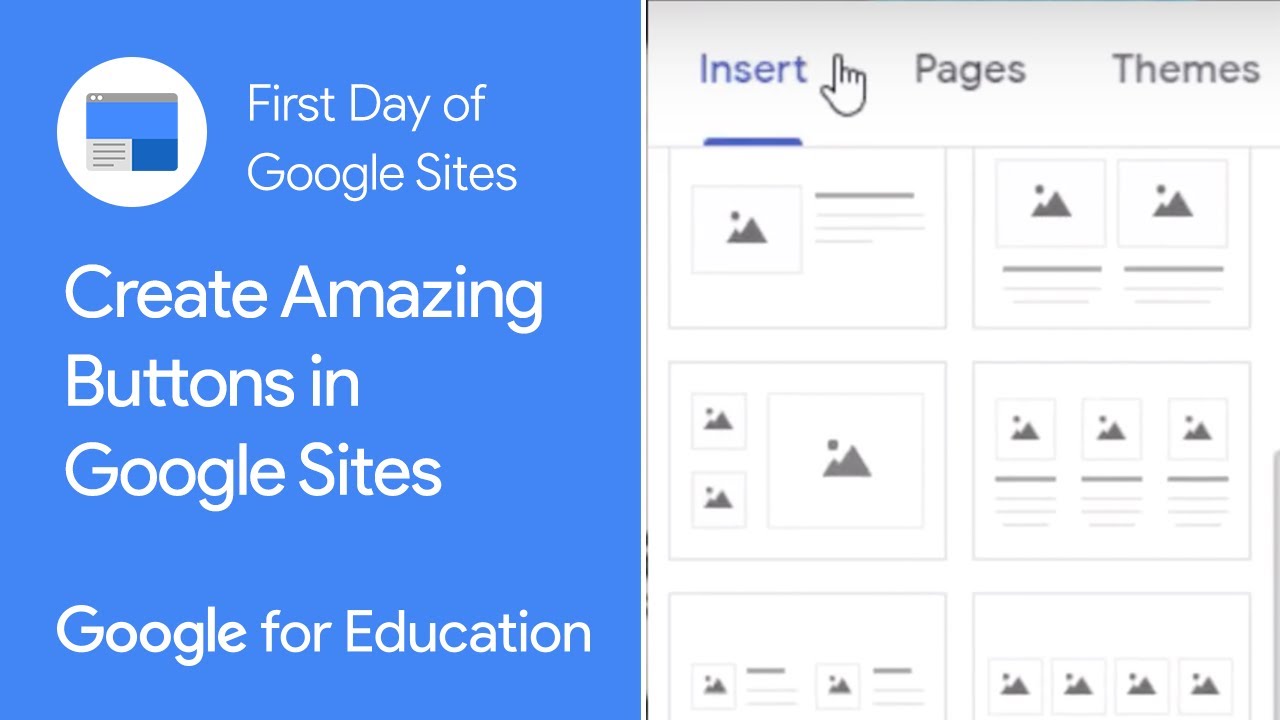 First Day of
Google Sites
Create Amazing
Buttons in
Google Sites
Google for Education
Insert
Pages
Themes